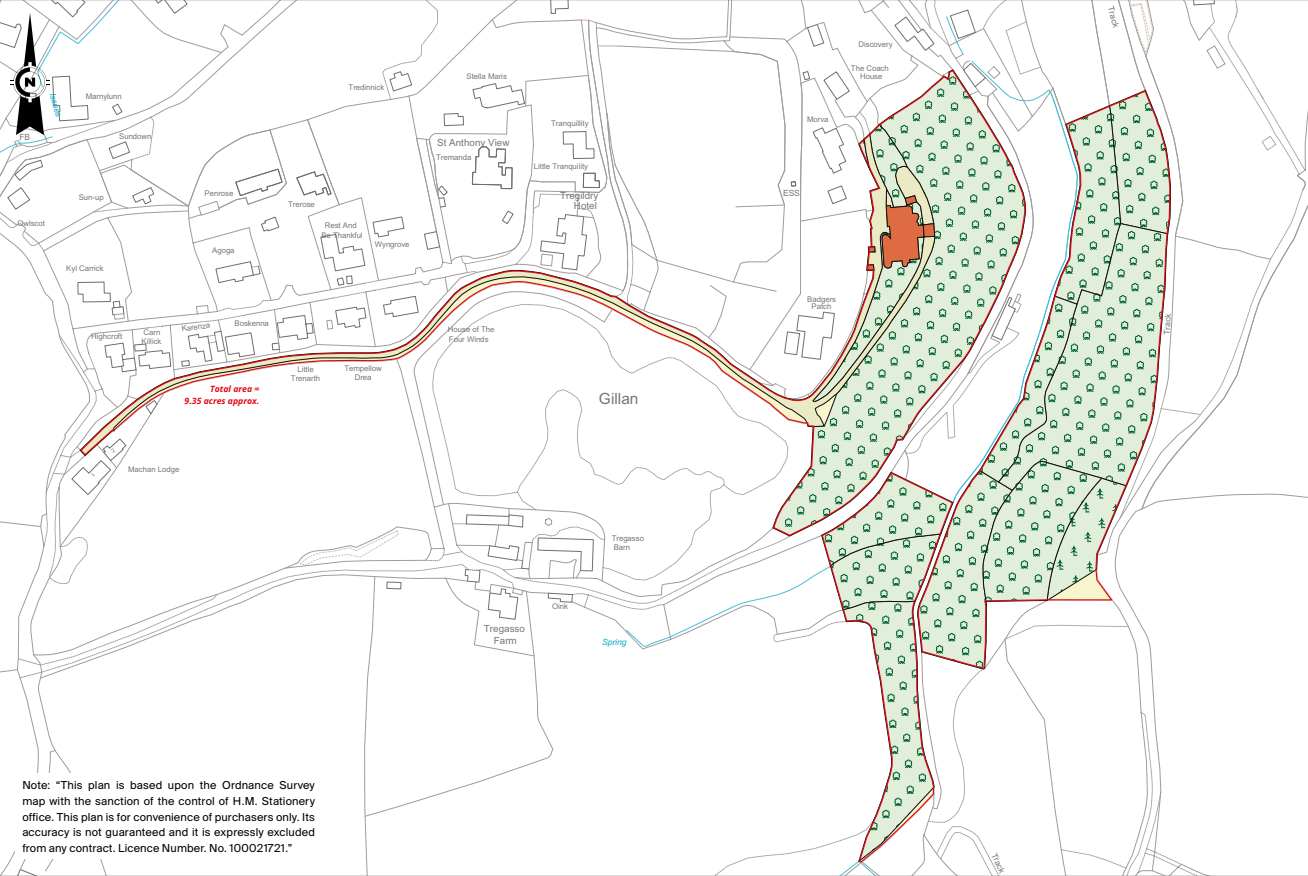 Track
Discovery
The Coach
House
N
Marnylunn
Tredinnick
Stella Maris
Tranquillity
Morva
FB
Sundown
St Anthony View
Tremanda
Little Tranquility
ESS
Sun-up
Penrose
Trerose
Tregildry
Hotel
Owlscot
Rest And
Be Thankful
Wyngrove
Agoga
Kyl Carrick
Badgers
Patch
Track
Highcroft
Carn
Killick
Karenza
Boskenna
House of The
Four Winds
Little
Trenarth
Tempellow
Drea
Total area =
9.35 acres approx.
Gillan
Machan Lodge
Tregasso
Barn
Oink
Tregasso
Farm
Spring
Note: “This plan is based upon the Ordnance Survey
map with the sanction of the control of H.M. Stationery
office. This plan is for convenience of purchasers only. Its
accuracy is not guaranteed and it is expressly excluded
from any contract. Licence Number. No. 100021721.”
Track